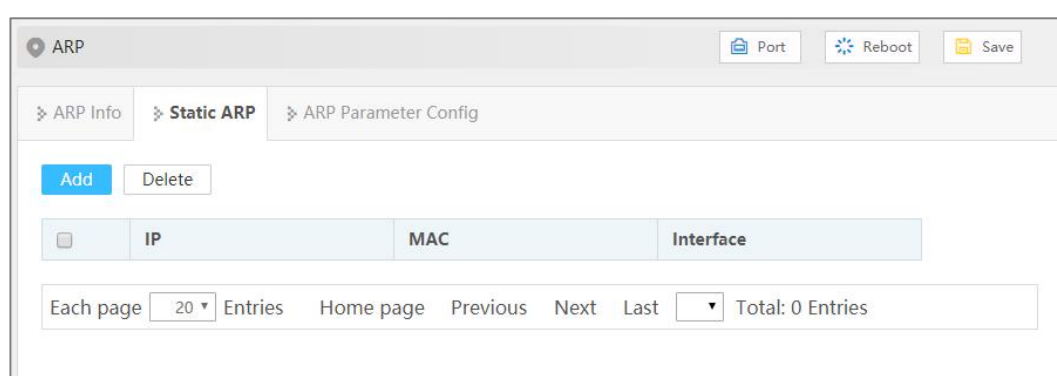 ARP Port Reboot Save
ARP Info Static ARP ARP Parameter Config
Add Delete
IP MAC Interface
Each page 20 Entries Home page Previous Next Last Total: 0 Entries